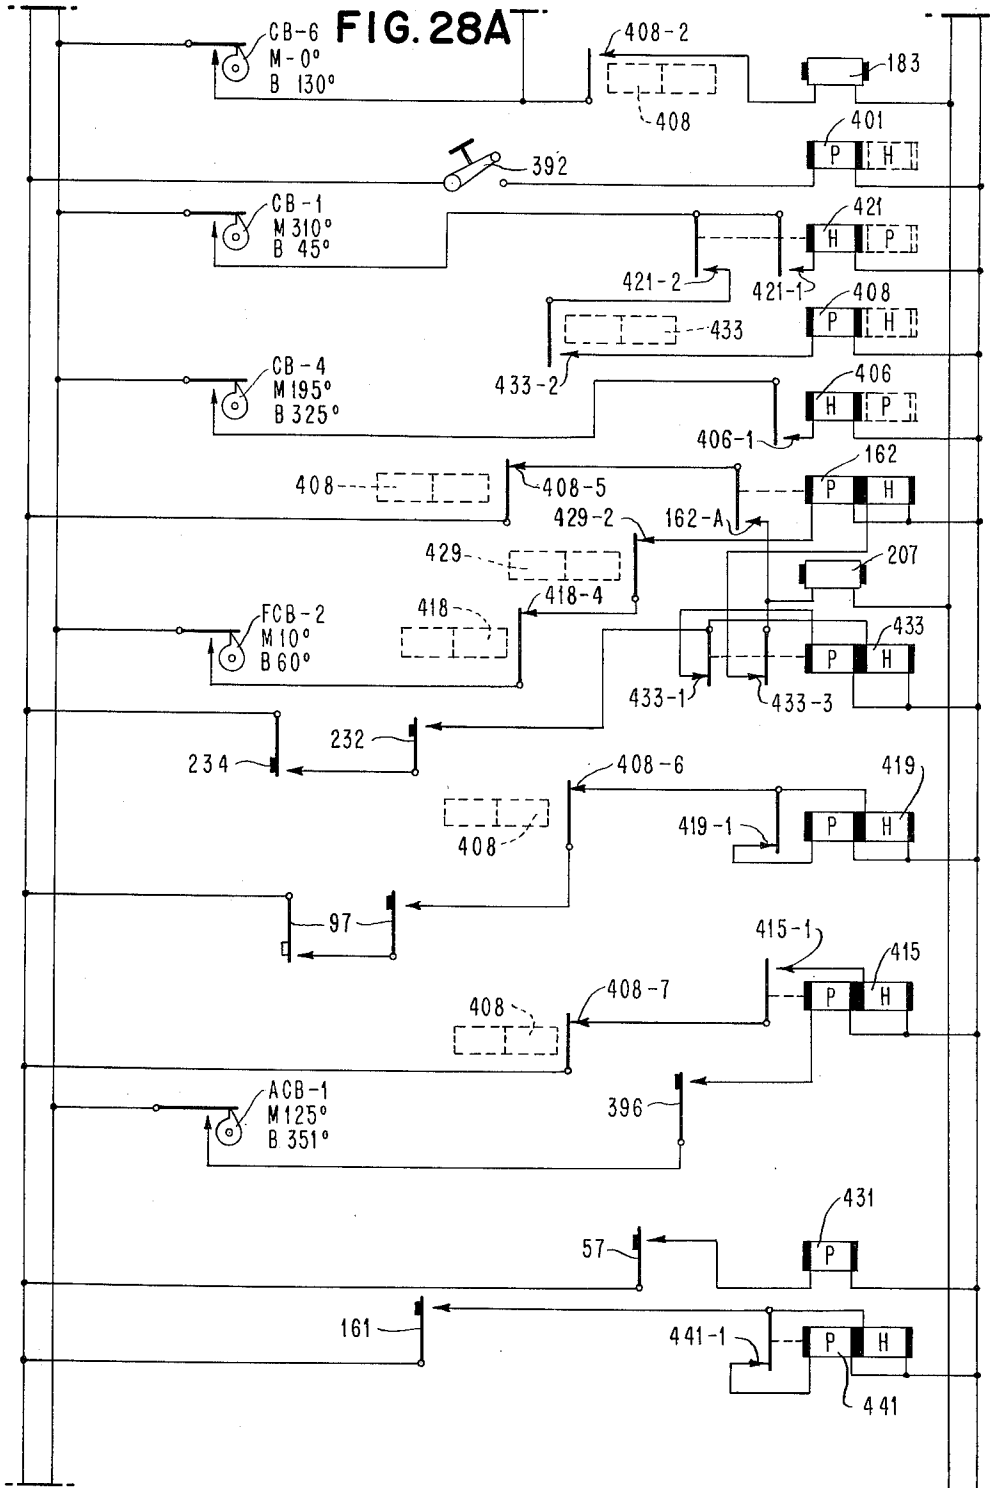 FIG. 28A
CB-6
M-0°
B 130°
408-2
408
183
392
401
P H
CB-1
M 310°
B 45°
421-2
421-1
421
H P
433
433-2
408
P H
CB-4
M 195°
B 325°
406-1
406
H P
408
408-5
162
P H
429-2
162-A
429
207
418-4
418
FCB-2
M 10°
B 60°
433
P H
433-1
433-3
234
232
408-6
408
419-1
419
P H
97
415-1
415
P H
408
408-7
ACB-1
M 125°
B 351°
396
57
431
P
161
441-1
P H
441